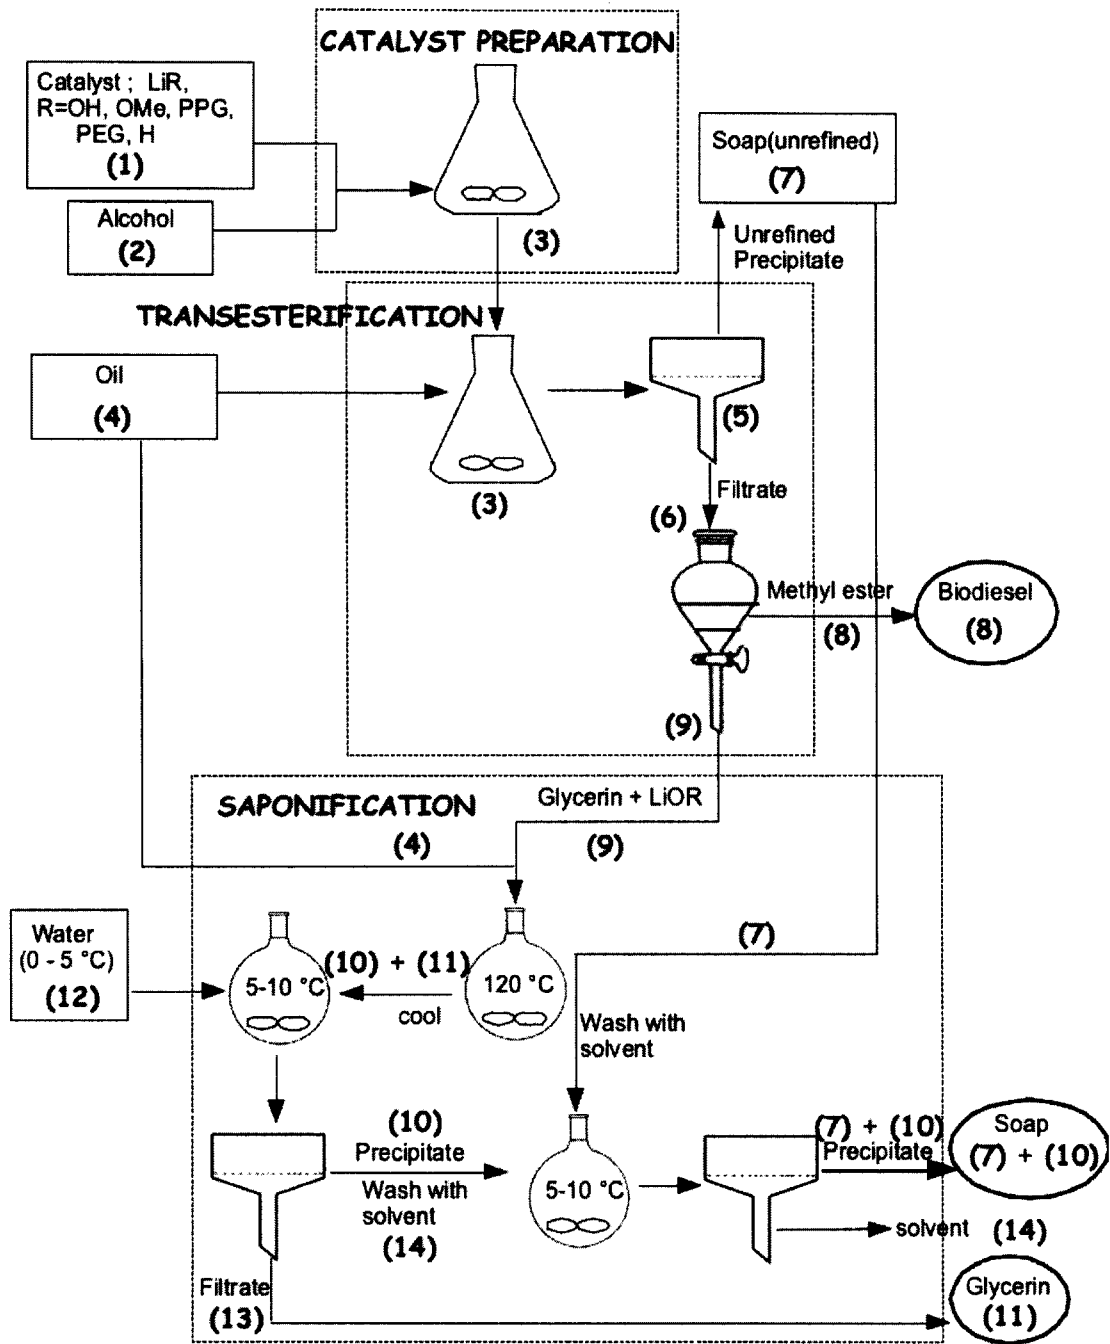 CATALYST PREPARATION
Catalyst ; LiR,
R=OH, OMe, PPG,
PEG, H
(1)
Alcohol
(2)
(3)
Soap(unrefined)
(7)
Unrefined
Precipitate
TRANSESTERIFICATION
Oil
(4)
(3)
(5)
Filtrate
(6)
Methyl ester
(8)
Biodiesel
(8)
(9)
SAPONIFICATION
Glycerin + LiOR
(4)
(9)
Water
(0 - 5 °C)
(12)
5-10 °C
(10) + (11)
cool
120 °C
(7)
Wash with
solvent
(10)
Precipitate
Wash with
solvent
(14)
5-10 °C
(7) + (10)
Precipitate
Soap
(7) + (10)
solvent (14)
Filtrate
(13)
Glycerin
(11)